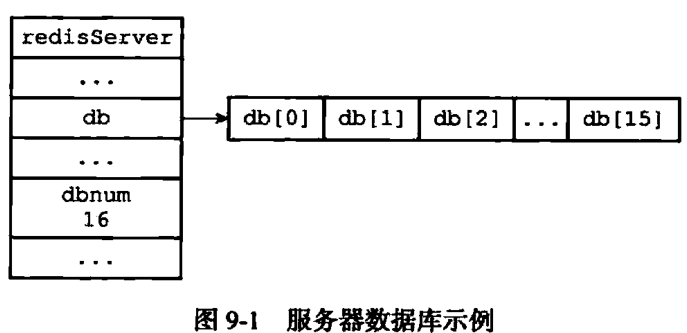 redisServer
...
db
...
dbnum
16
...
db[0] db[1] db[2] ... db[15]
图 9-1 服务器数据库示例